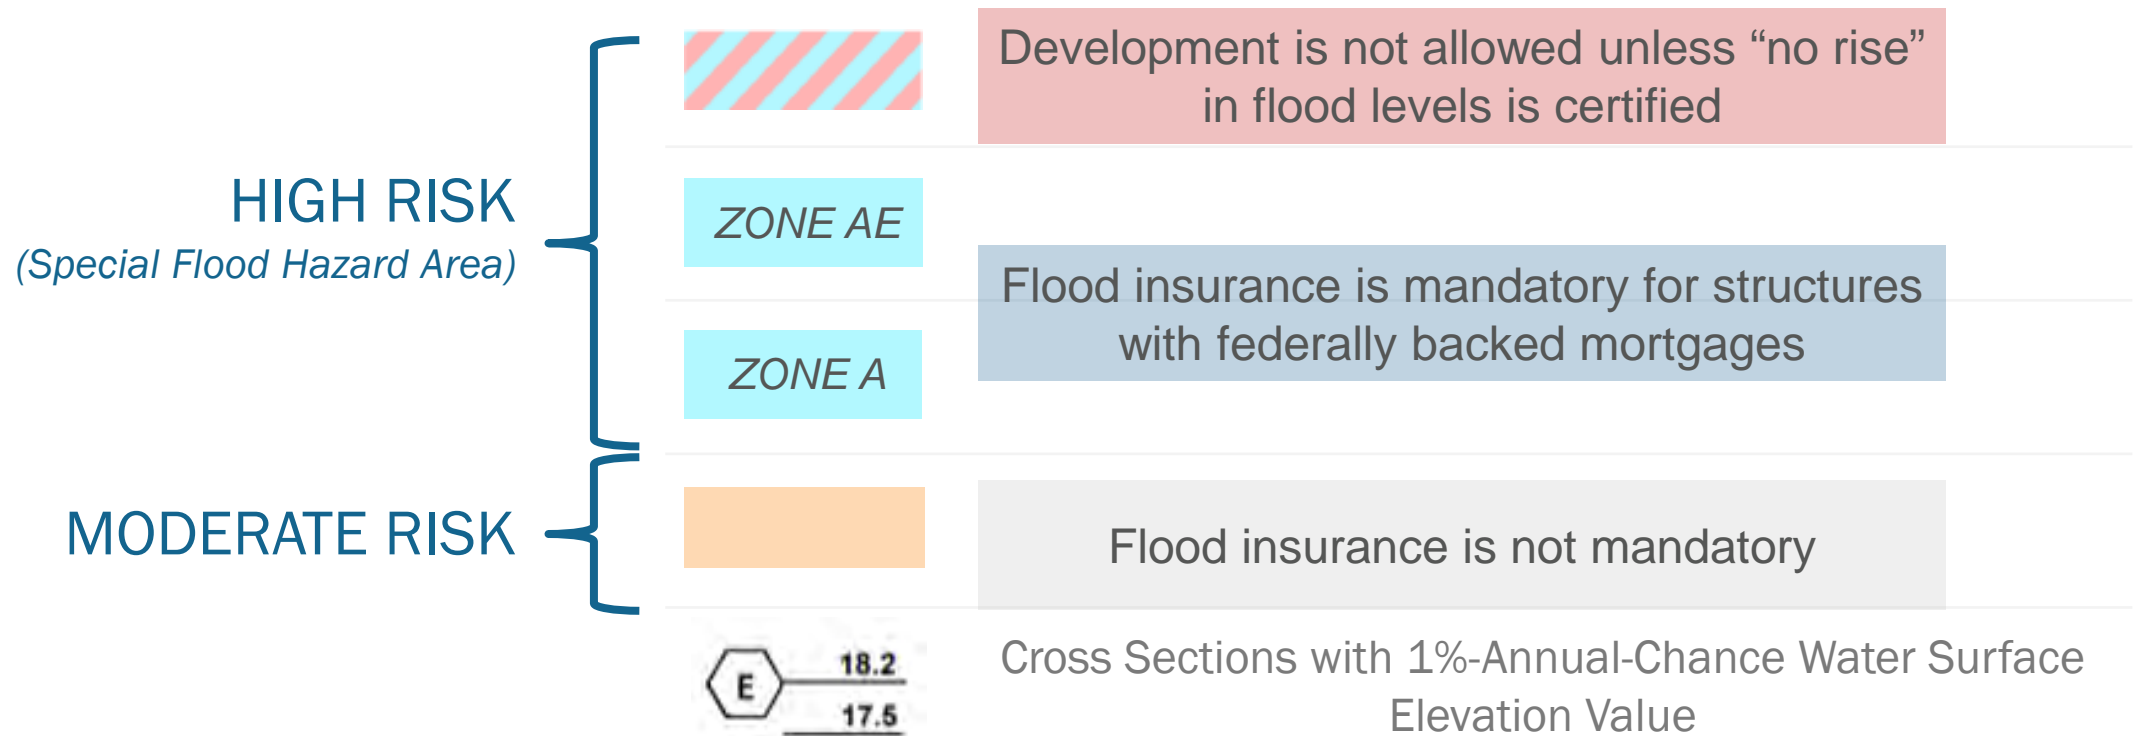 Development is not allowed unless “no rise”
in flood levels is certified
HIGH RISK
(Special Flood Hazard Area)
ZONE AE
Flood insurance is mandatory for structures
with federally backed mortgages
ZONE A
MODERATE RISK
Flood insurance is not mandatory
E
18.2
17.5
Cross Sections with 1%-Annual-Chance Water Surface
Elevation Value